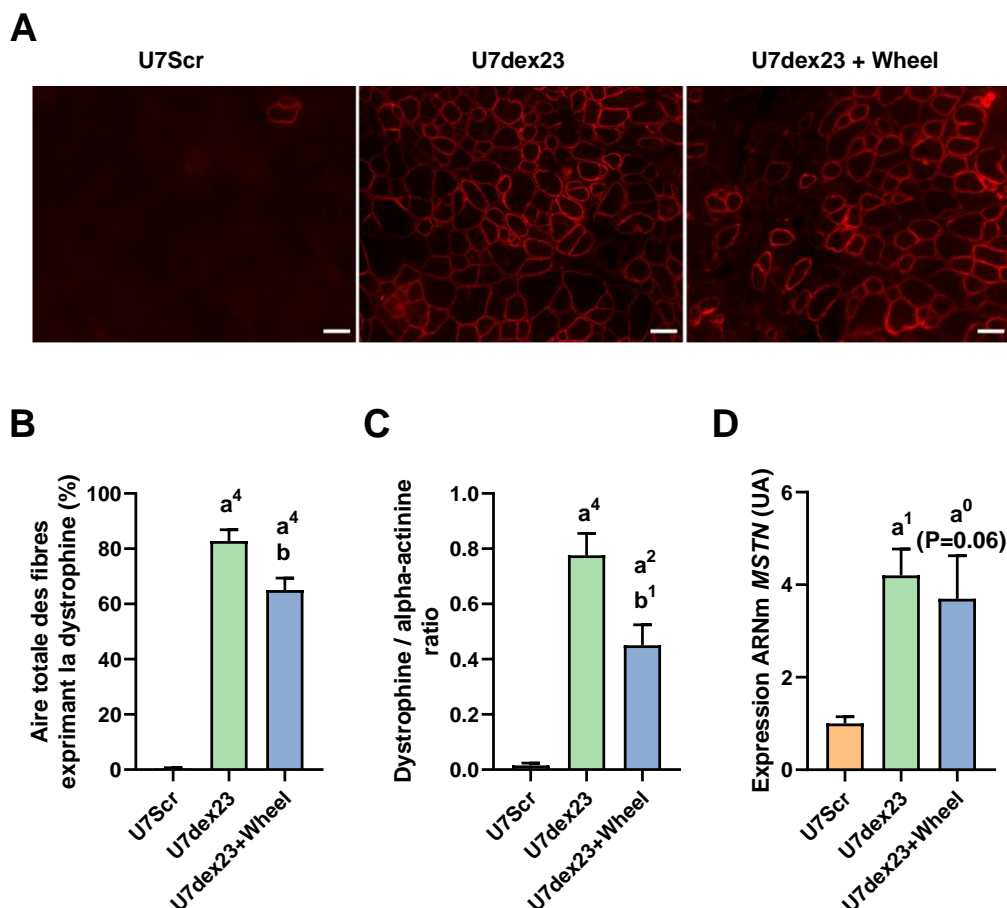 A
U7Scr
U7dex23
U7dex23 + Wheel
B
Aire totale des fibres
exprimant la dystrophine (%)
100
80
60
40
20
0
a⁴
a⁴
b
U7Scr
U7dex23
U7dex23+Wheel
C
Dystrophine / alpha-actinine
ratio
1.0
0.8
0.6
0.4
0.2
0.0
a⁴
a²
b¹
U7Scr
U7dex23
U7dex23+Wheel
D
Expression ARNm MSTN (UA)
6
4
2
0
a¹
a⁰
(P=0.06)
U7Scr
U7dex23
U7dex23+Wheel